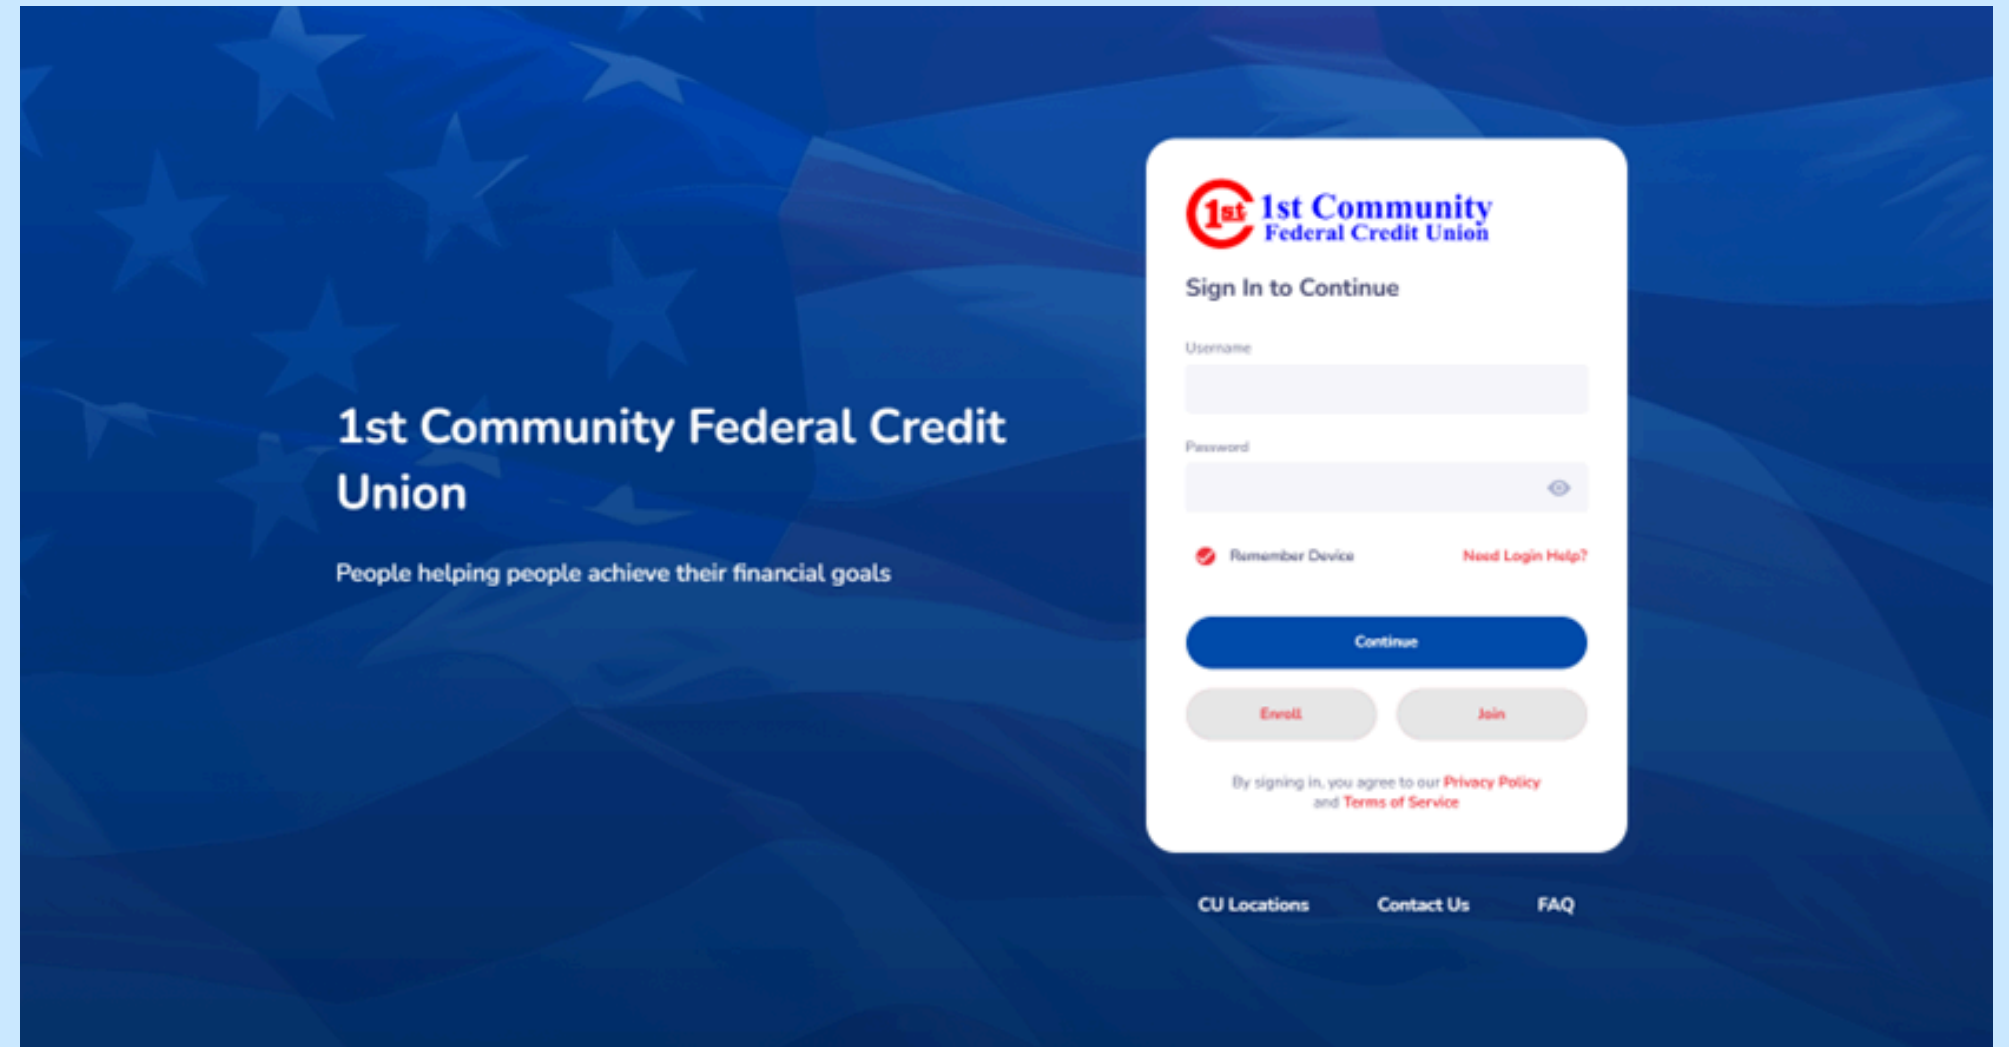 1st Community Federal Credit
Union
People helping people achieve their financial goals
1st 1st Community
Federal Credit Union
Sign In to Continue
Username
Password
Remember Device Need Login Help?
Continue
Enroll Join
By signing in, you agree to our Privacy Policy
and Terms of Service
CU Locations Contact Us FAQ